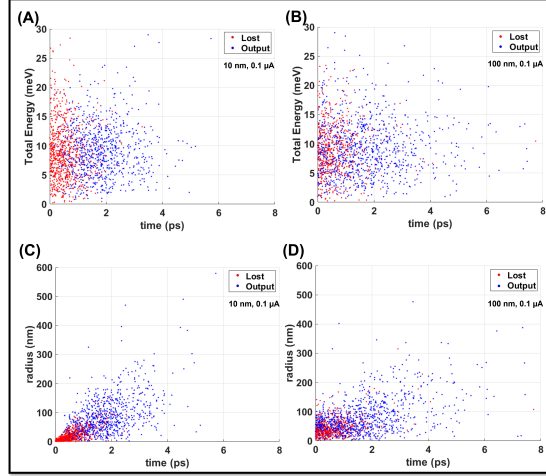 (A)
Total Energy (meV)
30
25
20
15
10
5
0
0 2 4 6 8
time (ps)
Lost
Output
10 nm, 0.1 µA
(B)
Total Energy (meV)
30
25
20
15
10
5
0
0 2 4 6 8
time (ps)
Lost
Output
100 nm, 0.1 µA
(C)
radius (nm)
600
500
400
300
200
100
0
0 2 4 6 8
time (ps)
Lost
Output
10 nm, 0.1 µA
(D)
radius (nm)
600
500
400
300
200
100
0
0 2 4 6 8
time (ps)
Lost
Output
100 nm, 0.1 µA